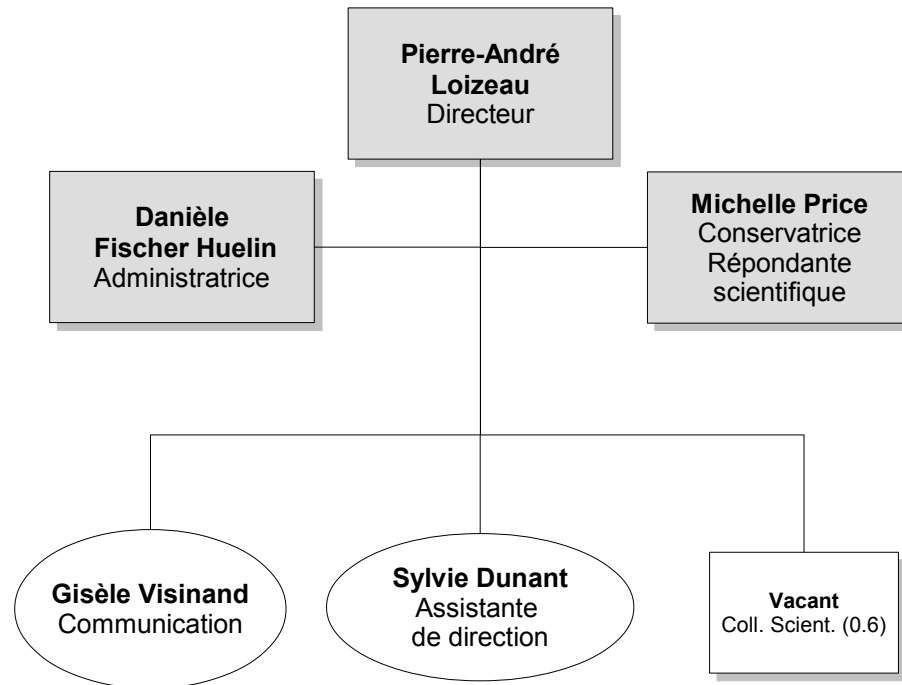 Pierre-André
Loizeau
Directeur
Danièle
Fischer Huelin
Administratrice
Michelle Price
Conservatrice
Répondante
scientifique
Gisèle Visinand
Communication
Sylvie Dunant
Assistante
de direction
Vacant
Coll. Scient. (0.6)